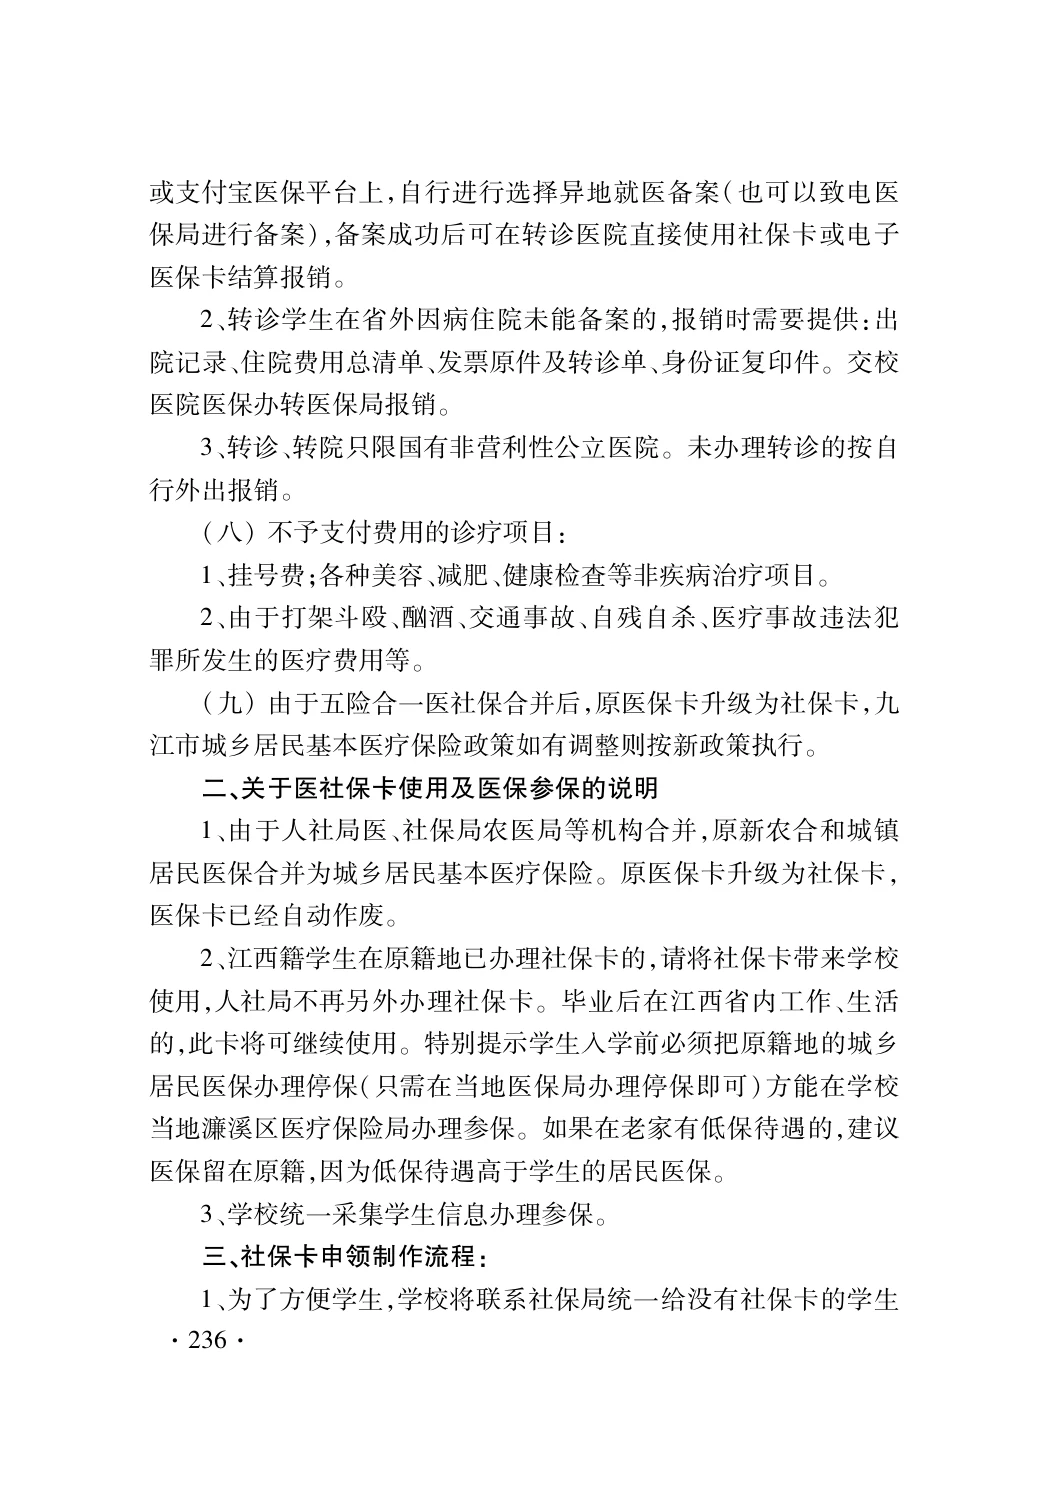 或支付宝医保平台上,自行进行选择异地就医备案(也可以致电医
保局进行备案),备案成功后可在转诊医院直接使用社保卡或电子
医保卡结算报销。
2、转诊学生在省外因病住院未能备案的,报销时需要提供:出
院记录、住院费用总清单、发票原件及转诊单、身份证复印件。交校
医院医保办转医保局报销。
3、转诊、转院只限国有非营利性公立医院。未办理转诊的按自
行外出报销。
(八)不予支付费用的诊疗项目:
1、挂号费;各种美容、减肥、健康检查等非疾病治疗项目。
2、由于打架斗殴、酗酒、交通事故、自残自杀、医疗事故违法犯
罪所发生的医疗费用等。
(九)由于五险合一医社保合并后,原医保卡升级为社保卡,九
江市城乡居民基本医疗保险政策如有调整则按新政策执行。
二、关于医社保卡使用及医保参保的说明
1、由于人社局医、社保局农医局等机构合并,原新农合和城镇
居民医保合并为城乡居民基本医疗保险。原医保卡升级为社保卡,
医保卡已经自动作废。
2、江西籍学生在原籍地已办理社保卡的,请将社保卡带来学校
使用,人社局不再另外办理社保卡。毕业后在江西省内工作、生活
的,此卡将可继续使用。特别提示学生入学前必须把原籍地的城乡
居民医保办理停保(只需在当地医保局办理停保即可)方能在学校
当地濂溪区医疗保险局办理参保。如果在老家有低保待遇的,建议
医保留在原籍,因为低保待遇高于学生的居民医保。
3、学校统一采集学生信息办理参保。
三、社保卡申领制作流程:
1、为了方便学生,学校将联系社保局统一给没有社保卡的学生
·236·